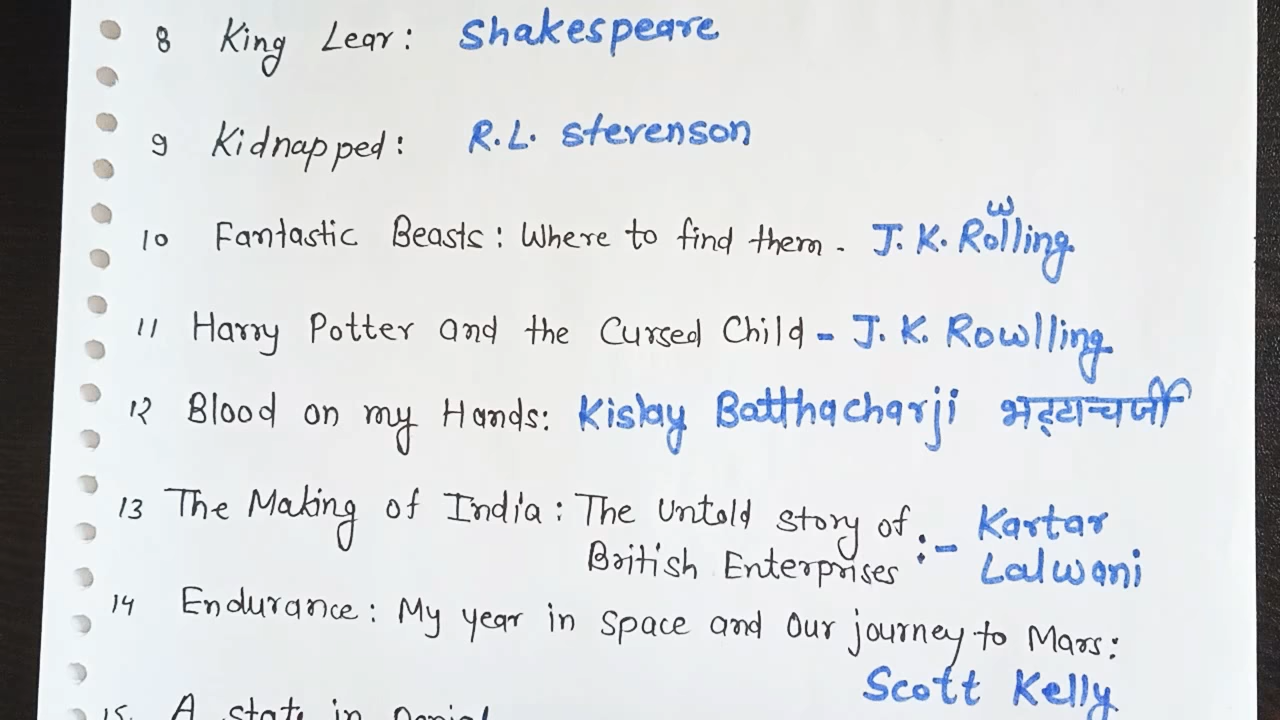 8 King Lear: Shakespeare
9 Kidnapped: R.L. Stevenson
w
10 Fantastic Beasts: Where to find them. J. K. Rolling
11 Harry Potter and the Cursed Child - J. K. Rowlling
12 Blood on my Hands: Kislay Batthacharji भट्टाचर्जी
13 The Making of India: The Untold story of :- Kartar
British Enterprises Lalwani
14 Endurance: My year in space and Our journey to Mars:
Scott Kelly
15. A state in Denial